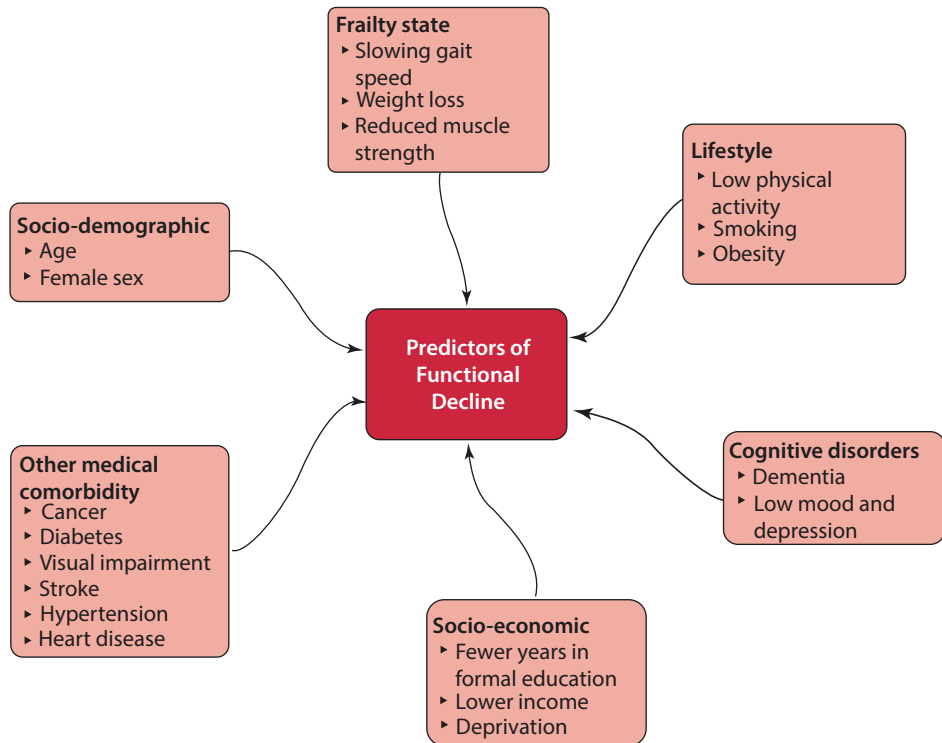 Frailty state
▸ Slowing gait
speed
▸ Weight loss
▸ Reduced muscle
strength
Lifestyle
▸ Low physical
activity
▸ Smoking
▸ Obesity
Socio-demographic
▸ Age
▸ Female sex
Predictors of
Functional
Decline
Cognitive disorders
▸ Dementia
▸ Low mood and
depression
Other medical
comorbidity
▸ Cancer
▸ Diabetes
▸ Visual impairment
▸ Stroke
▸ Hypertension
▸ Heart disease
Socio-economic
▸ Fewer years in
formal education
▸ Lower income
▸ Deprivation